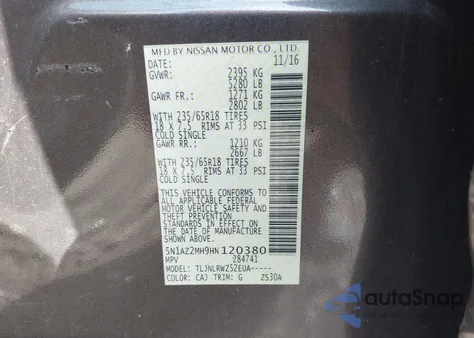 MFD BY NISSAN MOTOR CO., LTD.
DATE: 11/16
GVWR: 2395 KG
5280 LB
GAWR FR.: 1271 KG
2802 LB
WITH 235/65R18 TIRES
18 X 7.5 RIMS AT 33 PSI
COLD SINGLE
GAWR RR.: 1210 KG
2667 LB
WITH 235/65R18 TIRES
18 X 7.5 RIMS AT 33 PSI
COLD SINGLE
THIS VEHICLE CONFORMS TO
ALL APPLICABLE FEDERAL
MOTOR VEHICLE SAFETY AND
THEFT PREVENTION
STANDARDS IN EFFECT ON
THE DATE OF MANUFACTURE
SHOWN ABOVE.
5N1AZ2MH9HN120380
MPV 284741
MODEL: TLJNLRWZ52EUA-----
COLOR: CAJ TRIM: G ZS30A
autoSnap